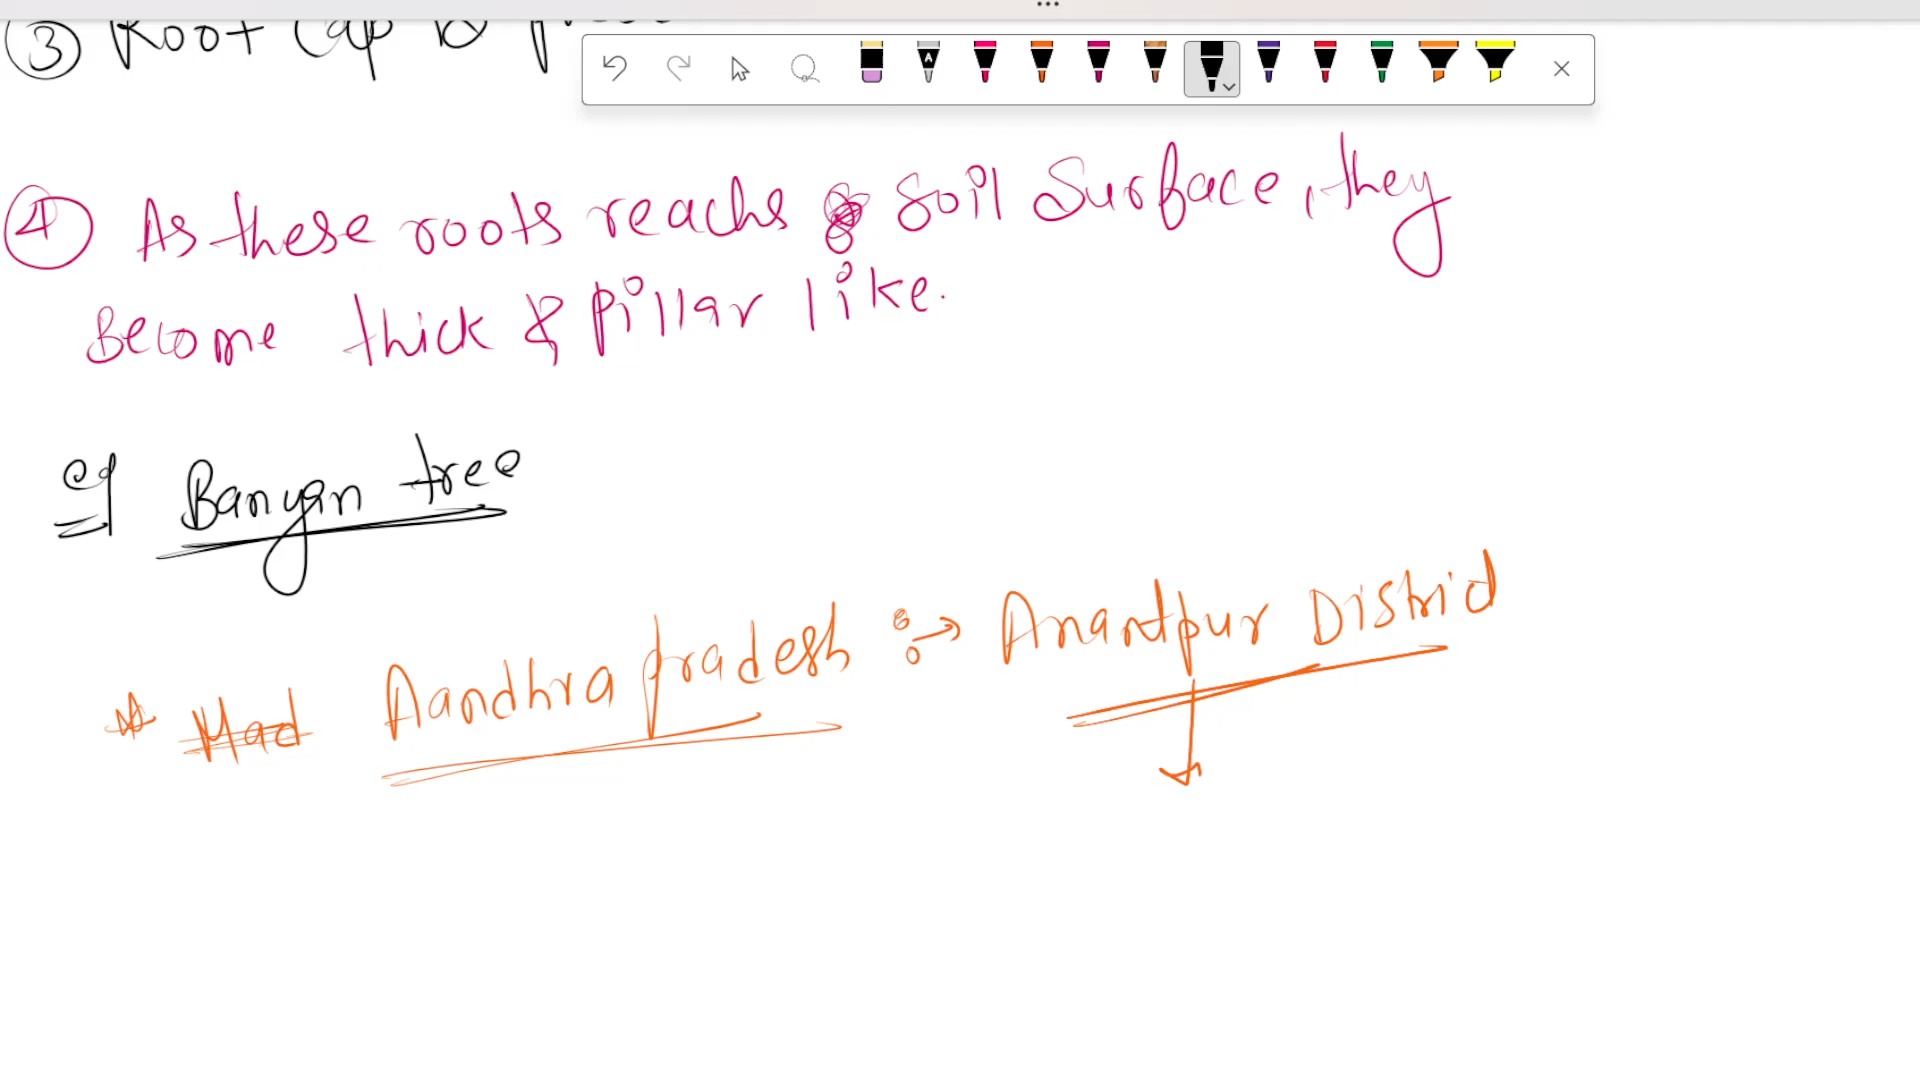 ③ Root Cap is
④ As these roots reachs soil surface, they
Become thick & pillar like.
eg Banyan tree
* Mad Aandhra pradesh :→ Anantpur District